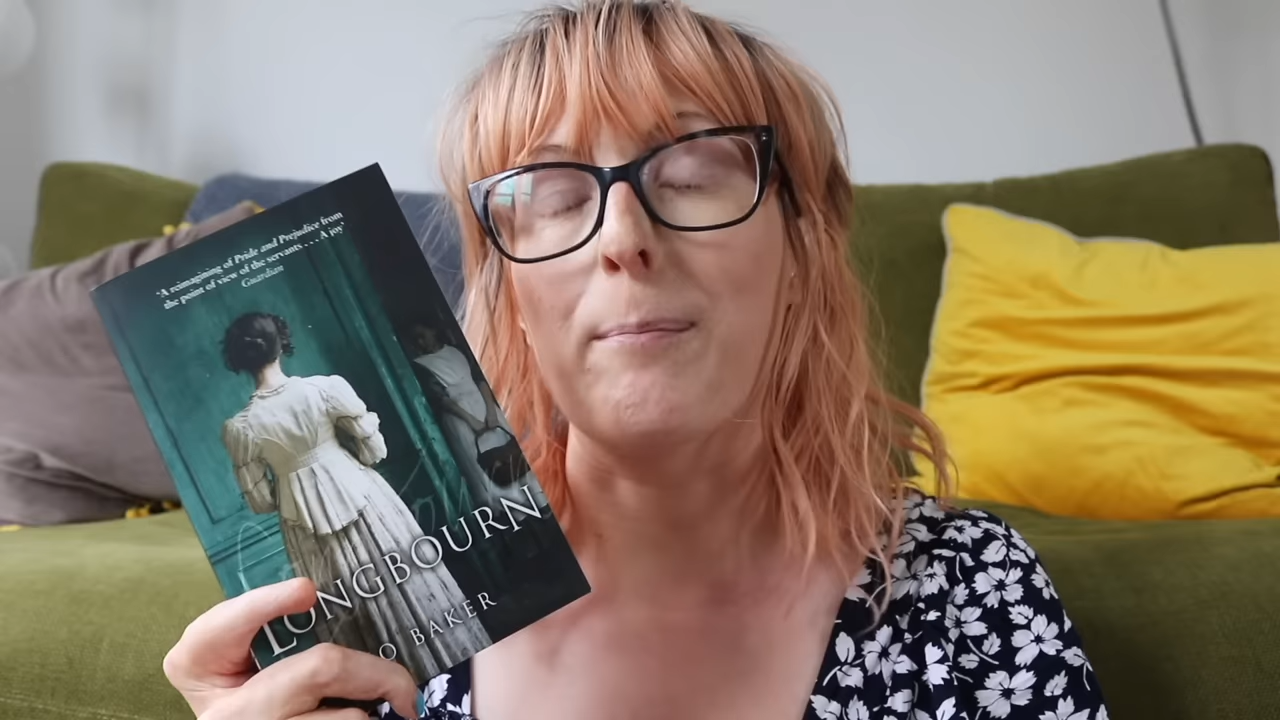 'A reimagining of Pride and Prejudice from
the point of view of the servants... A joy'
Guardian
LONGBOURN
O BAKER